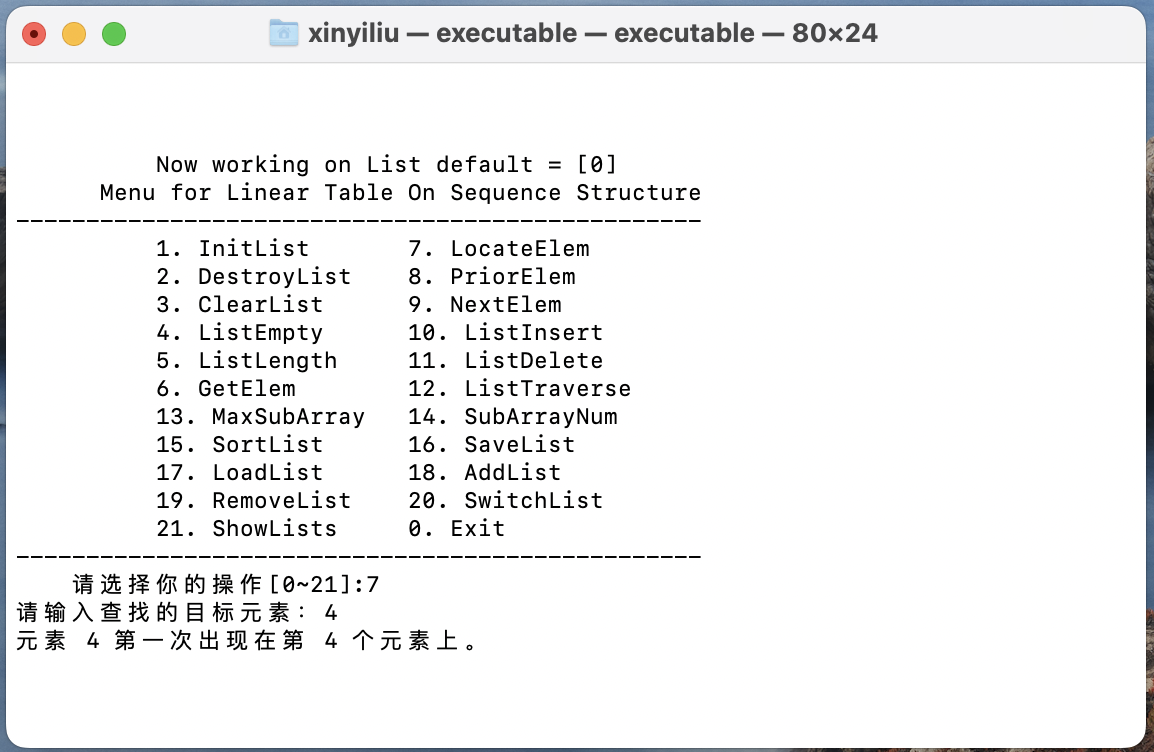 xinyiliu — executable — executable — 80×24
Now working on List default = [0]
Menu for Linear Table On Sequence Structure
-------------------------------------------------
1. InitList 7. LocateElem
2. DestroyList 8. PriorElem
3. ClearList 9. NextElem
4. ListEmpty 10. ListInsert
5. ListLength 11. ListDelete
6. GetElem 12. ListTraverse
13. MaxSubArray 14. SubArrayNum
15. SortList 16. SaveList
17. LoadList 18. AddList
19. RemoveList 20. SwitchList
21. ShowLists 0. Exit
-------------------------------------------------
请选择你的操作[0~21]:7
请输入查找的目标元素： 4
元素 4 第一次出现在第 4 个元素上。